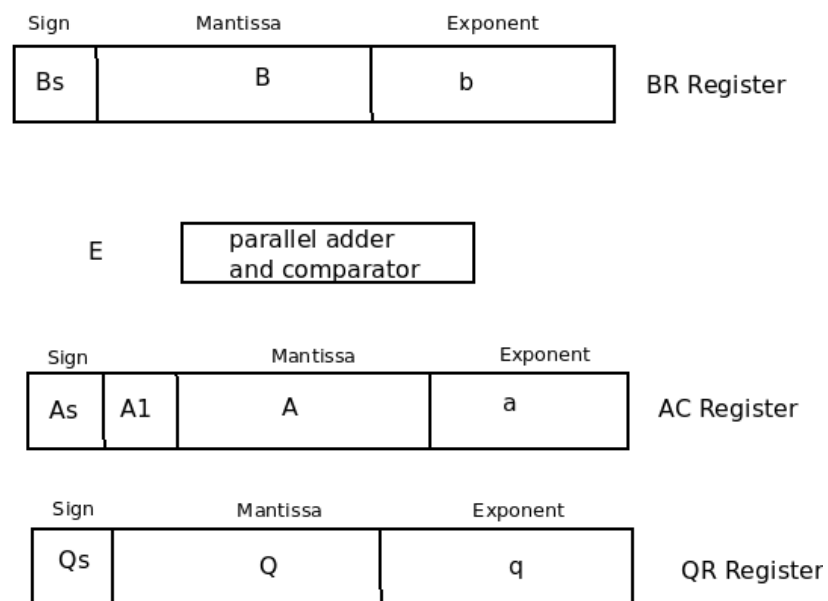 Sign Mantissa Exponent
Bs B b BR Register
E parallel adder
and comparator
Sign Mantissa Exponent
As A1 A a AC Register
Sign Mantissa Exponent
Qs Q q QR Register